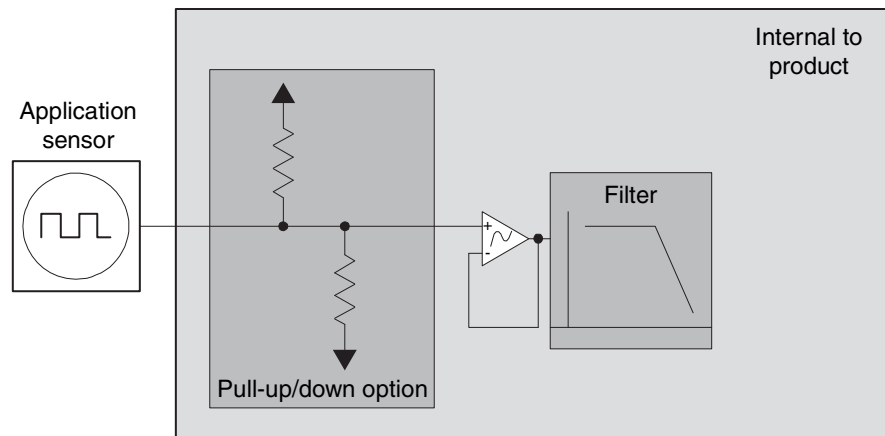 Internal to
product
Application
sensor
Filter
+
-
Pull-up/down option